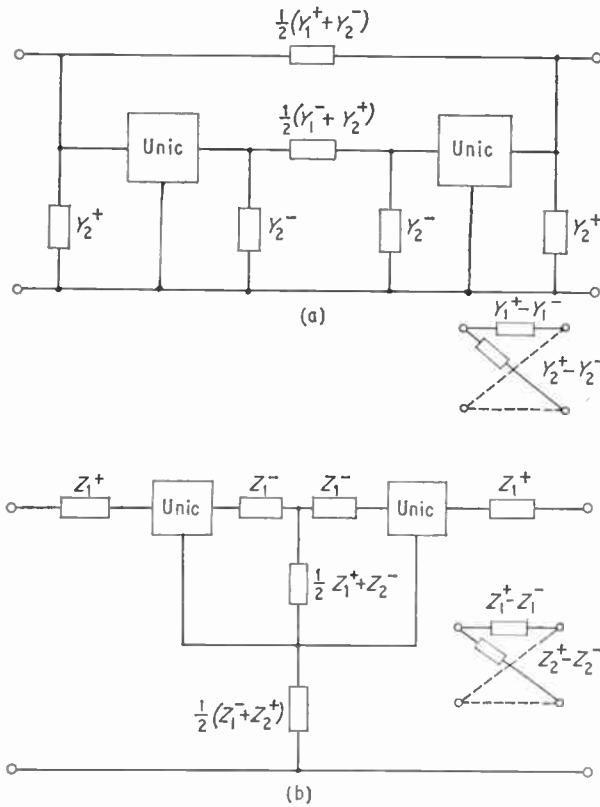 ½(Y₁⁺+Y₂⁻)
½(Y₁⁻+Y₂⁺)
Unic Unic
Y₂⁺ Y₂⁻ Y₂⁻ Y₂⁺
(a)
Y₁⁺−Y₁⁻
Y₂⁺−Y₂⁻
Z₁⁺ Z₁⁻ Z₁⁻ Z₁⁺
Unic Unic
½ Z₁⁺+Z₂⁻
Z₁⁺−Z₁⁻
Z₂⁺−Z₂⁻
½(Z₁⁻+Z₂⁺)
(b)